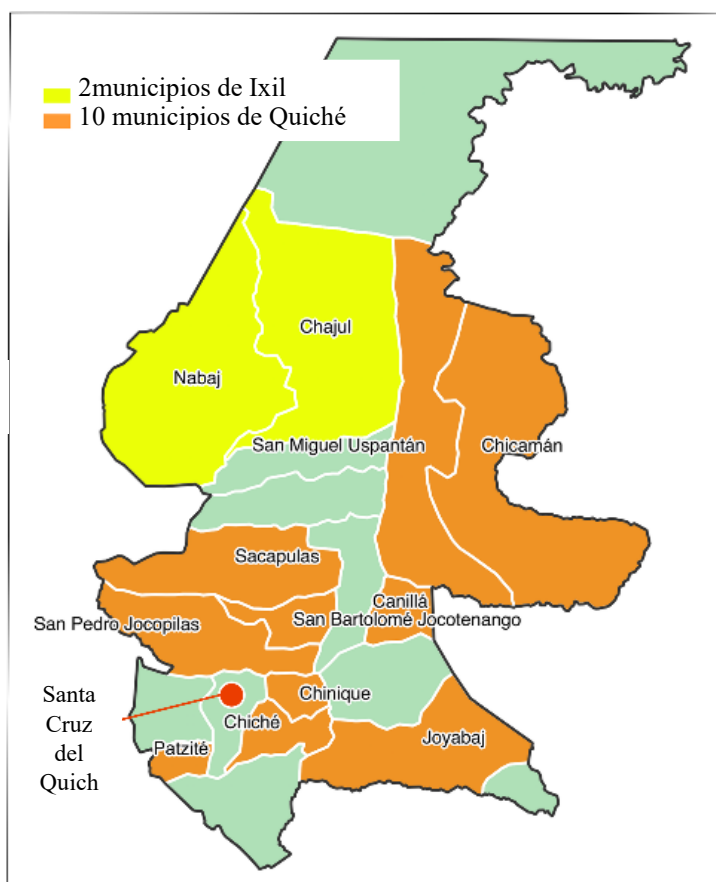 2municipios de Ixil
10 municipios de Quiché
Chajul
Nabaj
San Miguel Uspantán
Chicamán
Sacapulas
Canillá
San Bartolomé Jocotenango
San Pedro Jocopilas
Santa
Cruz
del
Quich
Chinique
Chiché
Joyabaj
Patzité